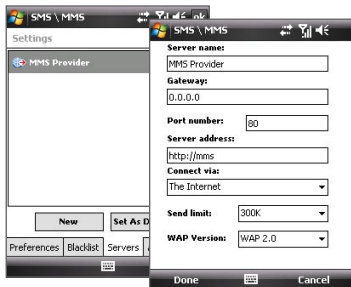 SMS \ MMS
ok
Settings
MMS Provider
New
Set As D
Preferences Blacklist Servers
SMS \ MMS
Server name:
MMS Provider
Gateway:
0.0.0.0
Port number: 80
Server address:
http://mms
Connect via:
The Internet
Send limit: 300K
WAP Version: WAP 2.0
Done Cancel